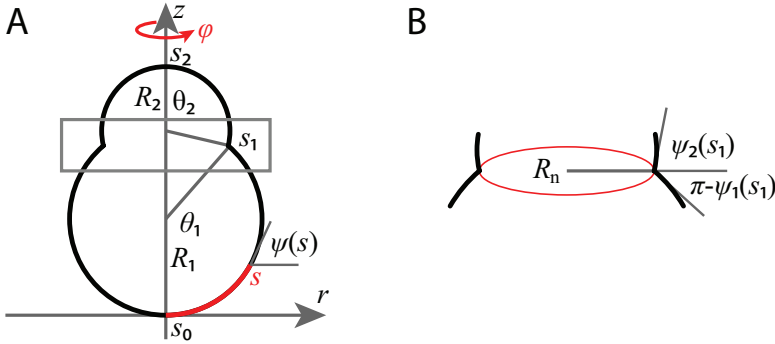 A
z
φ
s₂
R₂ θ₂
s₁
θ₁
R₁
ψ(s)
s
r
s₀
B
ψ₂(s₁)
Rₙ
π-ψ₁(s₁)